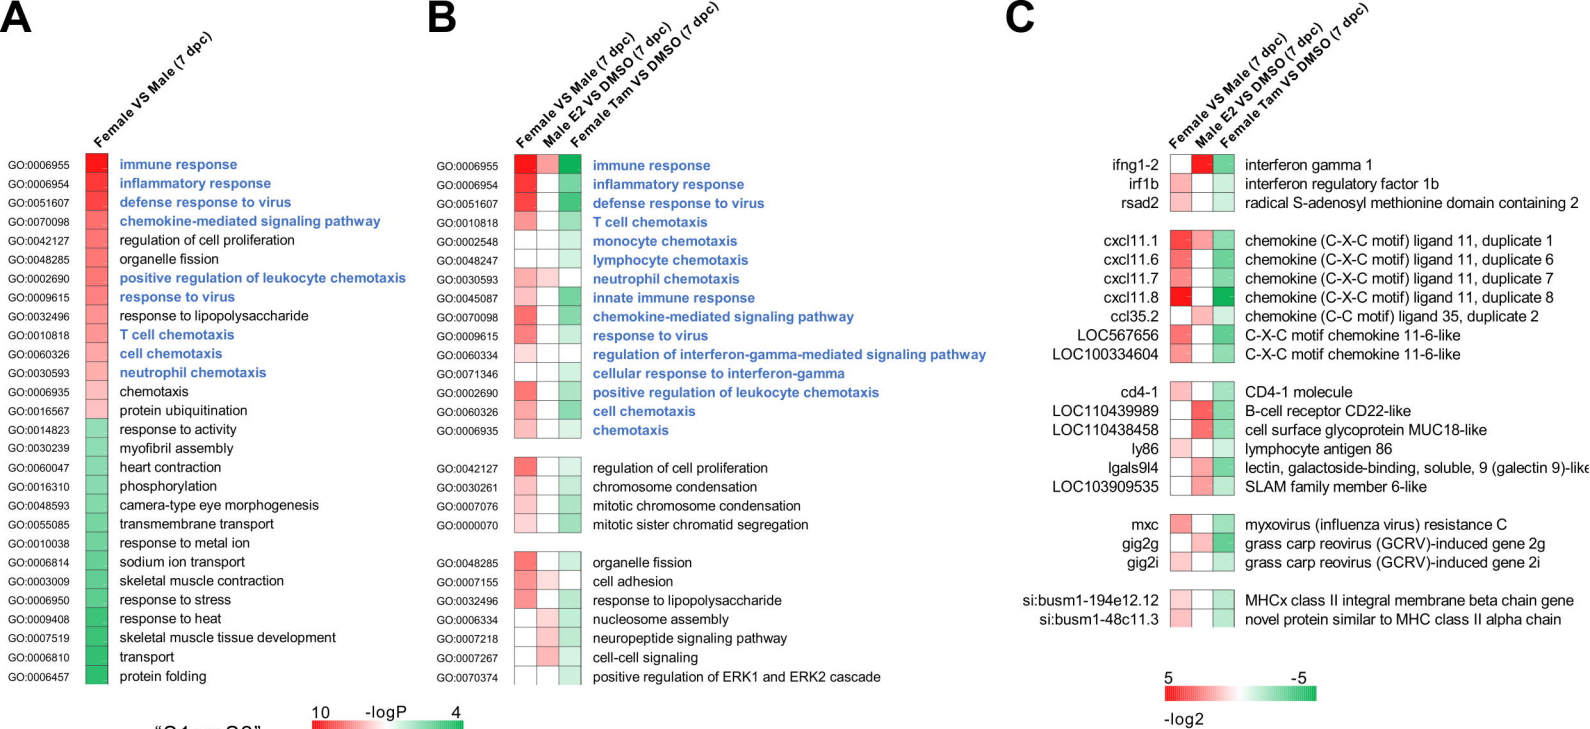 A
Female VS Male (7 dpc)
GO:0006955 immune response
GO:0006954 inflammatory response
GO:0051607 defense response to virus
GO:0070098 chemokine-mediated signaling pathway
GO:0042127 regulation of cell proliferation
GO:0048285 organelle fission
GO:0002690 positive regulation of leukocyte chemotaxis
GO:0009615 response to virus
GO:0032496 response to lipopolysaccharide
GO:0010818 T cell chemotaxis
GO:0060326 cell chemotaxis
GO:0030593 neutrophil chemotaxis
GO:0006935 chemotaxis
GO:0016567 protein ubiquitination
GO:0014823 response to activity
GO:0030239 myofibril assembly
GO:0060047 heart contraction
GO:0016310 phosphorylation
GO:0048593 camera-type eye morphogenesis
GO:0055085 transmembrane transport
GO:0010038 response to metal ion
GO:0006814 sodium ion transport
GO:0003009 skeletal muscle contraction
GO:0006950 response to stress
GO:0009408 response to heat
GO:0007519 skeletal muscle tissue development
GO:0006810 transport
GO:0006457 protein folding
10 -logP 4
B
Female VS Male (7 dpc)
Male E2 VS DMSO (7 dpc)
Female Tam VS DMSO (7 dpc)
GO:0006955 immune response
GO:0006954 inflammatory response
GO:0051607 defense response to virus
GO:0010818 T cell chemotaxis
GO:0002548 monocyte chemotaxis
GO:0048247 lymphocyte chemotaxis
GO:0030593 neutrophil chemotaxis
GO:0045087 innate immune response
GO:0070098 chemokine-mediated signaling pathway
GO:0009615 response to virus
GO:0060334 regulation of interferon-gamma-mediated signaling pathway
GO:0071346 cellular response to interferon-gamma
GO:0002690 positive regulation of leukocyte chemotaxis
GO:0060326 cell chemotaxis
GO:0006935 chemotaxis
GO:0042127 regulation of cell proliferation
GO:0030261 chromosome condensation
GO:0007076 mitotic chromosome condensation
GO:0000070 mitotic sister chromatid segregation
GO:0048285 organelle fission
GO:0007155 cell adhesion
GO:0032496 response to lipopolysaccharide
GO:0006334 nucleosome assembly
GO:0007218 neuropeptide signaling pathway
GO:0007267 cell-cell signaling
GO:0070374 positive regulation of ERK1 and ERK2 cascade
C
Female VS Male (7 dpc)
Male E2 VS DMSO (7 dpc)
Female Tam VS DMSO (7 dpc)
ifng1-2 interferon gamma 1
irf1b interferon regulatory factor 1b
rsad2 radical S-adenosyl methionine domain containing 2
cxcl11.1 chemokine (C-X-C motif) ligand 11, duplicate 1
cxcl11.6 chemokine (C-X-C motif) ligand 11, duplicate 6
cxcl11.7 chemokine (C-X-C motif) ligand 11, duplicate 7
cxcl11.8 chemokine (C-X-C motif) ligand 11, duplicate 8
ccl35.2 chemokine (C-C motif) ligand 35, duplicate 2
LOC567656 C-X-C motif chemokine 11-6-like
LOC100334604 C-X-C motif chemokine 11-6-like
cd4-1 CD4-1 molecule
LOC110439989 B-cell receptor CD22-like
LOC110438458 cell surface glycoprotein MUC18-like
ly86 lymphocyte antigen 86
lgals9l4 lectin, galactoside-binding, soluble, 9 (galectin 9)-like
LOC103909535 SLAM family member 6-like
mxc myxovirus (influenza virus) resistance C
gig2g grass carp reovirus (GCRV)-induced gene 2g
gig2i grass carp reovirus (GCRV)-induced gene 2i
si:busm1-194e12.12 MHCx class II integral membrane beta chain gene
si:busm1-48c11.3 novel protein similar to MHC class II alpha chain
5 -5
-log2